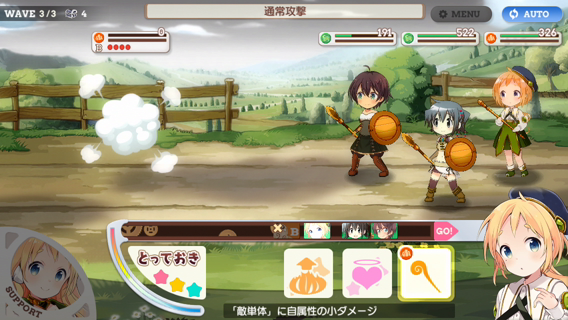 WAVE 3/3 4
通常攻撃
MENU
AUTO
0
B
191
522
326
B
GO!
とっておき
SUPPORT
「敵単体」に自属性の小ダメージ